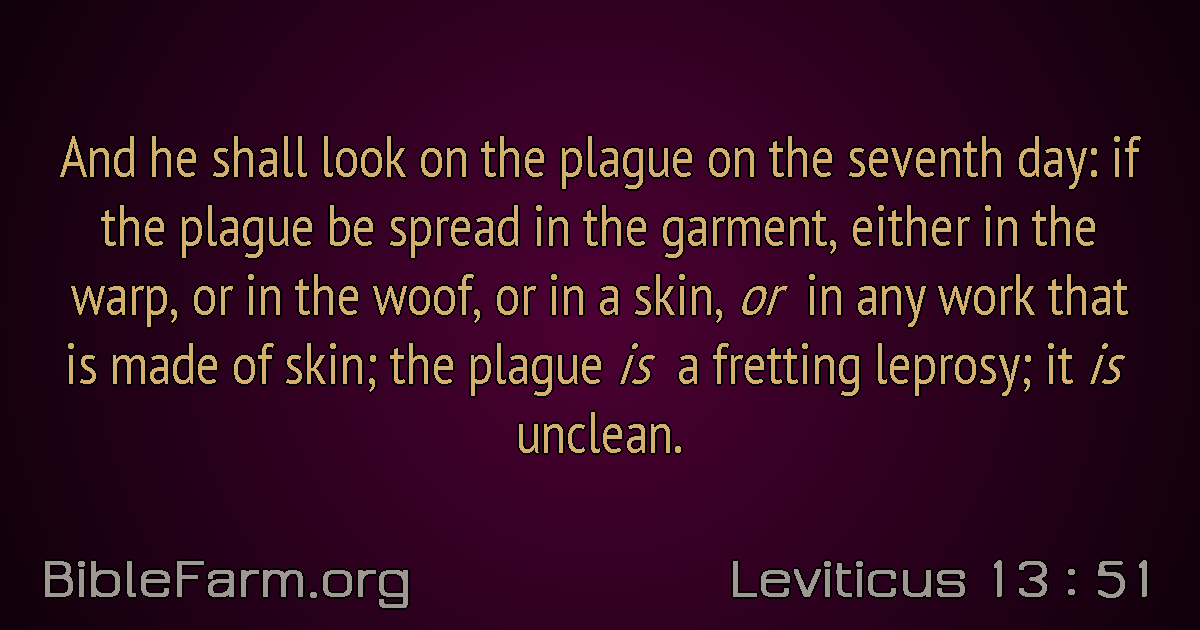 And he shall look on the plague on the seventh day: if
the plague be spread in the garment, either in the
warp, or in the woof, or in a skin, or in any work that
is made of skin; the plague is a fretting leprosy; it is
unclean.
BibleFarm.org
Leviticus 13 : 51